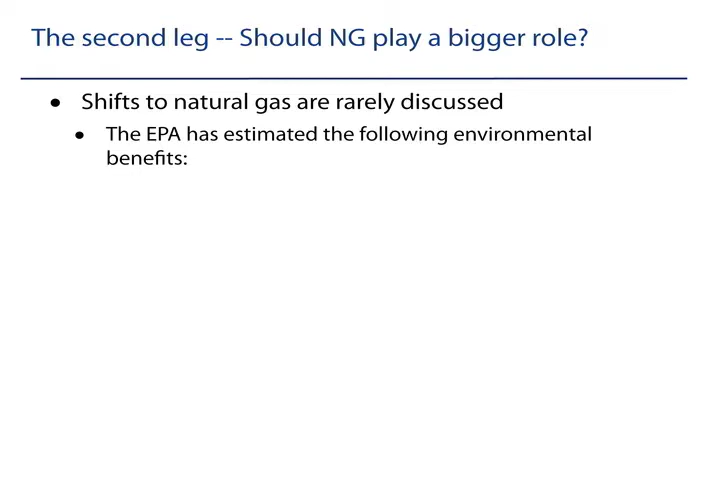 The second leg -- Should NG play a bigger role?
• Shifts to natural gas are rarely discussed
• The EPA has estimated the following environmental
benefits: